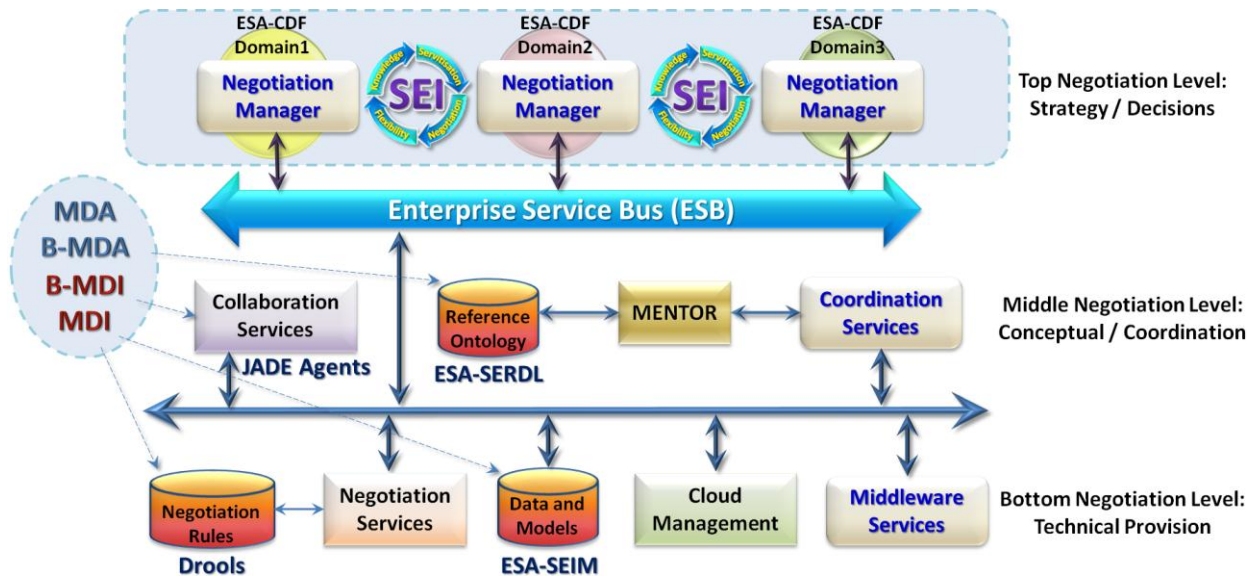 ESA-CDF
Domain1
Negotiation
Manager
Knowledge
Servitisation
SEI
Flexibility
Negotiation
ESA-CDF
Domain2
Negotiation
Manager
Knowledge
Servitisation
SEI
Flexibility
Negotiation
ESA-CDF
Domain3
Negotiation
Manager
Top Negotiation Level:
Strategy / Decisions
Enterprise Service Bus (ESB)
MDA
B-MDA
B-MDI
MDI
Collaboration
Services
JADE Agents
Reference
Ontology
ESA-SERDL
MENTOR
Coordination
Services
Middle Negotiation Level:
Conceptual / Coordination
Negotiation
Rules
Drools
Negotiation
Services
Data and
Models
ESA-SEIM
Cloud
Management
Middleware
Services
Bottom Negotiation Level:
Technical Provision